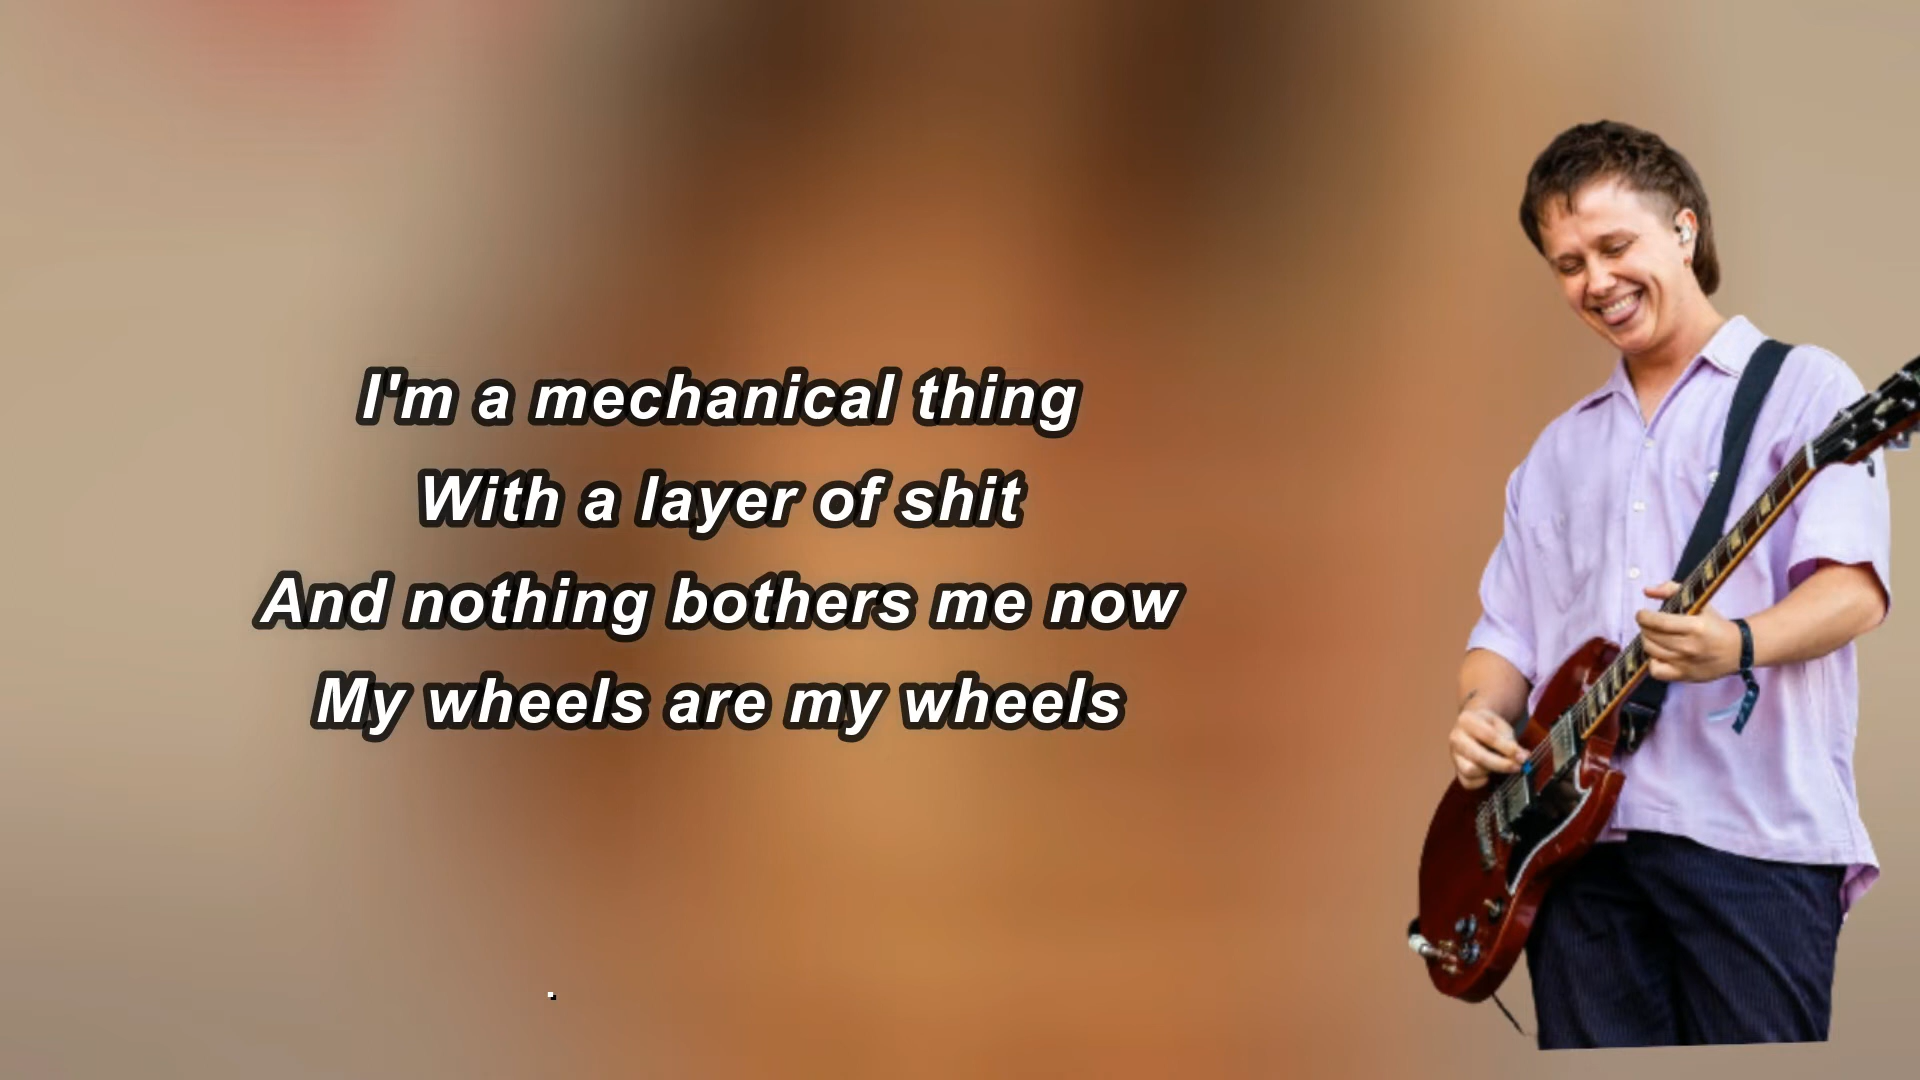 I'm a mechanical thing
With a layer of shit
And nothing bothers me now
My wheels are my wheels